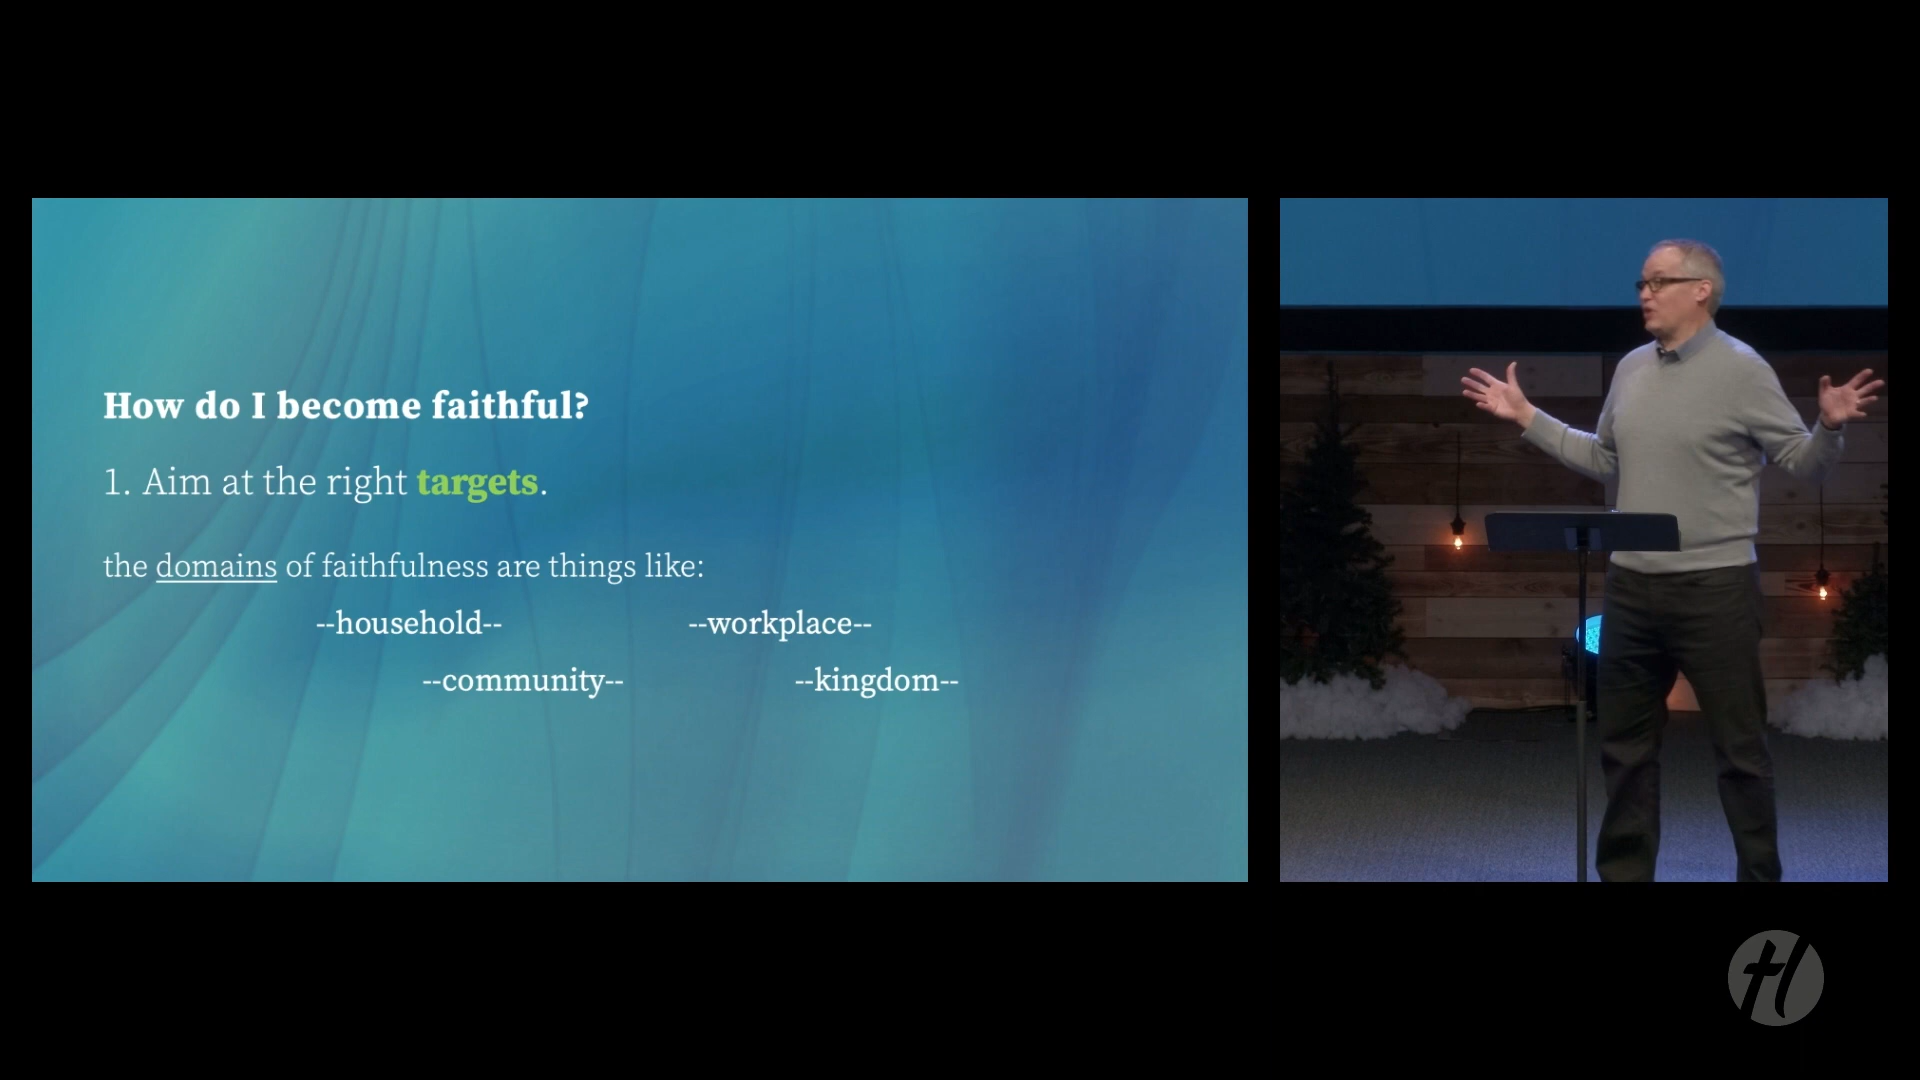 How do I become faithful?
1. Aim at the right targets.
the domains of faithfulness are things like:
--household-- --workplace--
--community-- --kingdom--